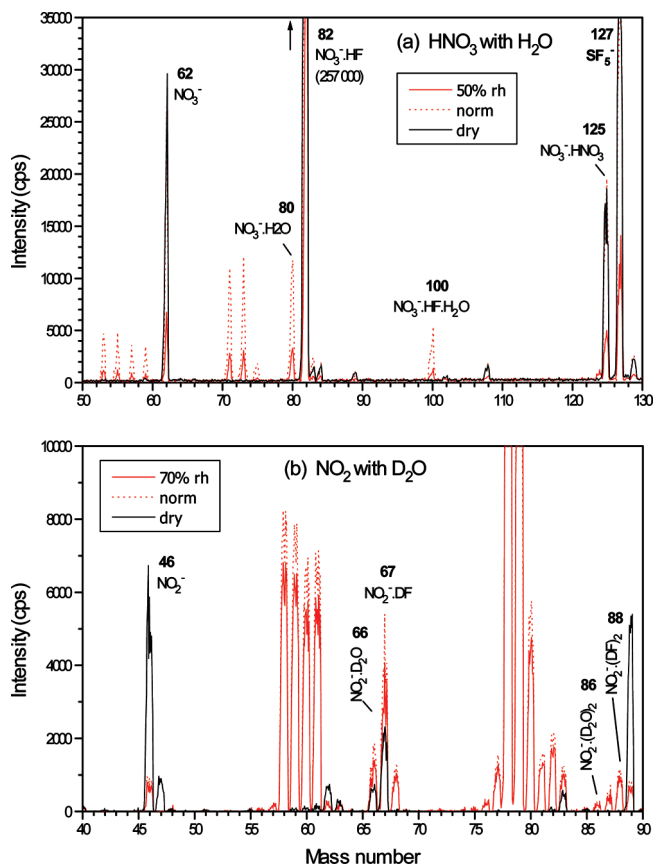 35000
30000
25000
20000
15000
10000
5000
0
Intensity (cps)
62
NO₃⁻
82
NO₃⁻.HF
(257 000)
(a) HNO₃ with H₂O
50% rh
norm
dry
127
SF₅⁻
125
NO₃⁻.HNO₃
80
NO₃⁻.H2O
100
NO₃⁻.HF.H₂O
50 60 70 80 90 100 110 120 130
10000
8000
6000
4000
2000
0
Intensity (cps)
70% rh
norm
dry
(b) NO₂ with D₂O
46
NO₂⁻
67
NO₂⁻.DF
66
NO₂⁻.D₂O
88
NO₂⁻.(DF)₂
86
NO₂⁻.(D₂O)₂
40 45 50 55 60 65 70 75 80 85 90
Mass number